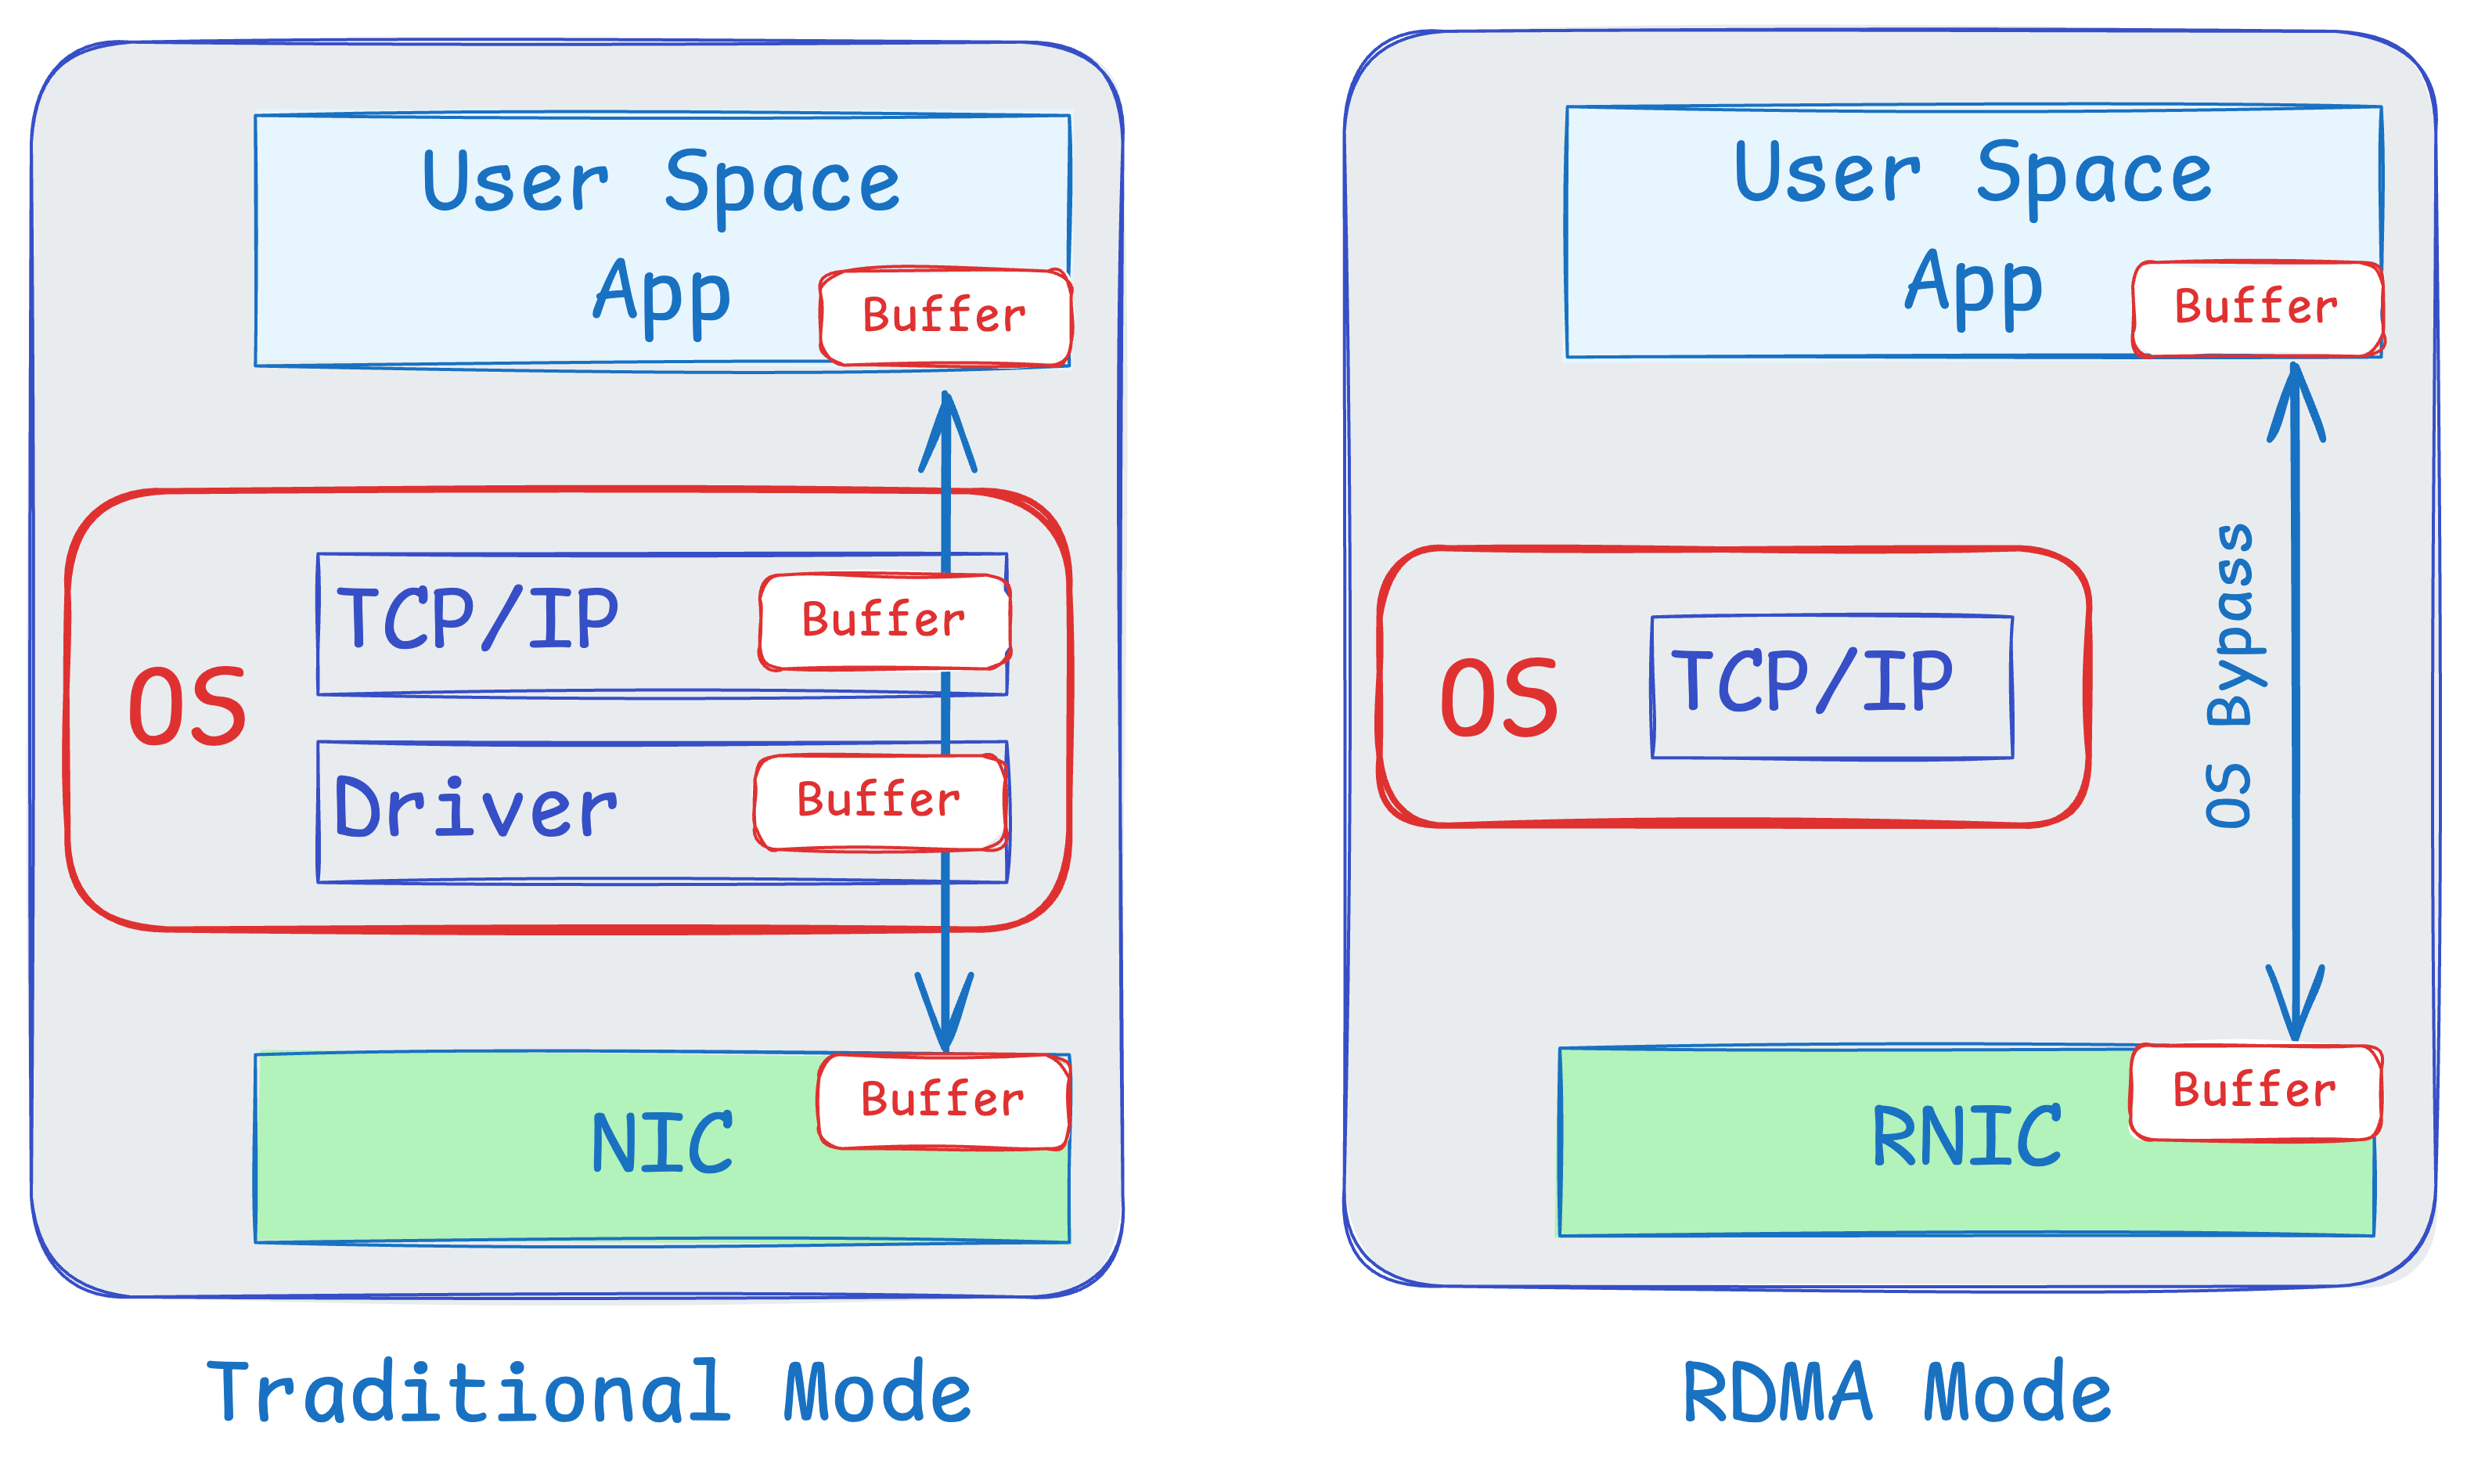 User Space
App
Buffer
TCP/IP
Buffer
OS
Driver
Buffer
NIC
Buffer
Traditional Mode
User Space
App
Buffer
OS
TCP/IP
OS Bypass
RNIC
Buffer
RDMA Mode